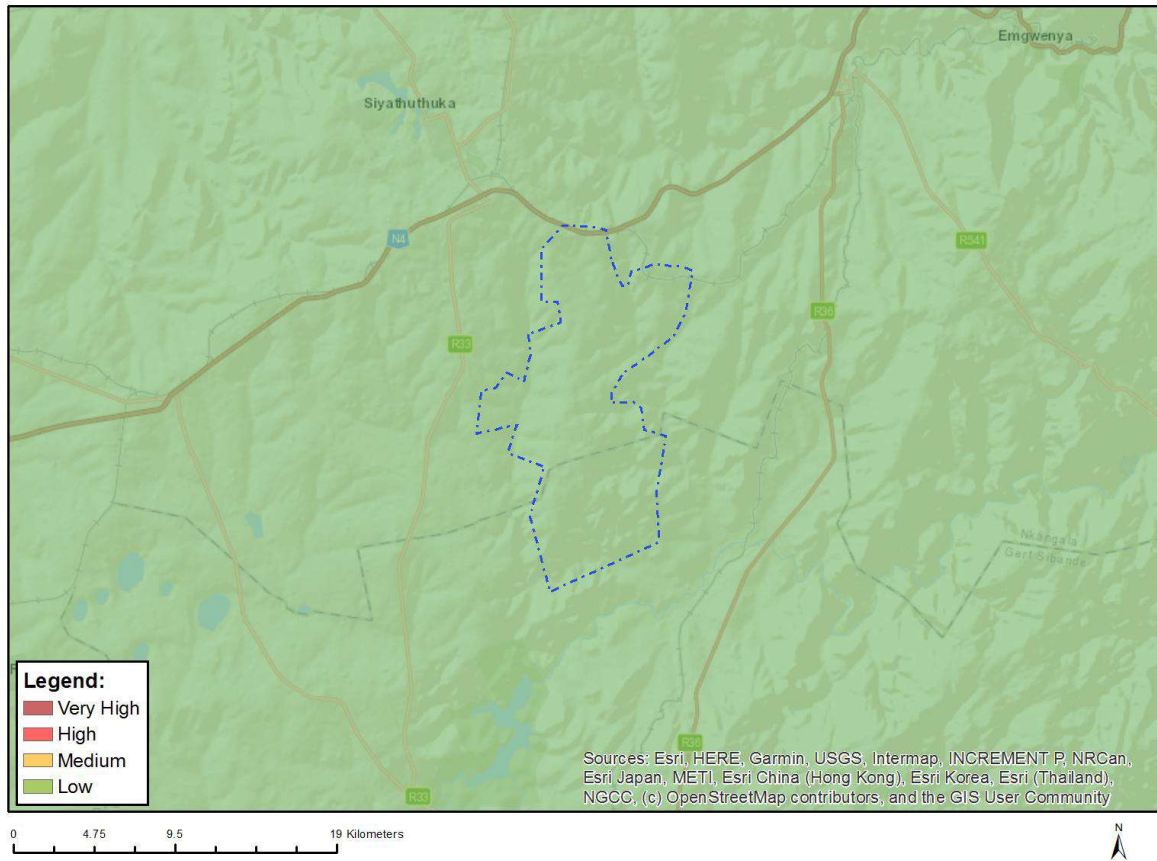 Emgwenya
Siyathuthuka
N4
R541
R36
R33
Nkangala
Gert Sibande
Legend:
Very High
High
Medium
Low
R36
R33
Sources: Esri, HERE, Garmin, USGS, Intermap, INCREMENT P, NRCan,
Esri Japan, METI, Esri China (Hong Kong), Esri Korea, Esri (Thailand),
NGCC, (c) OpenStreetMap contributors, and the GIS User Community
0 4.75 9.5 19 Kilometers
N